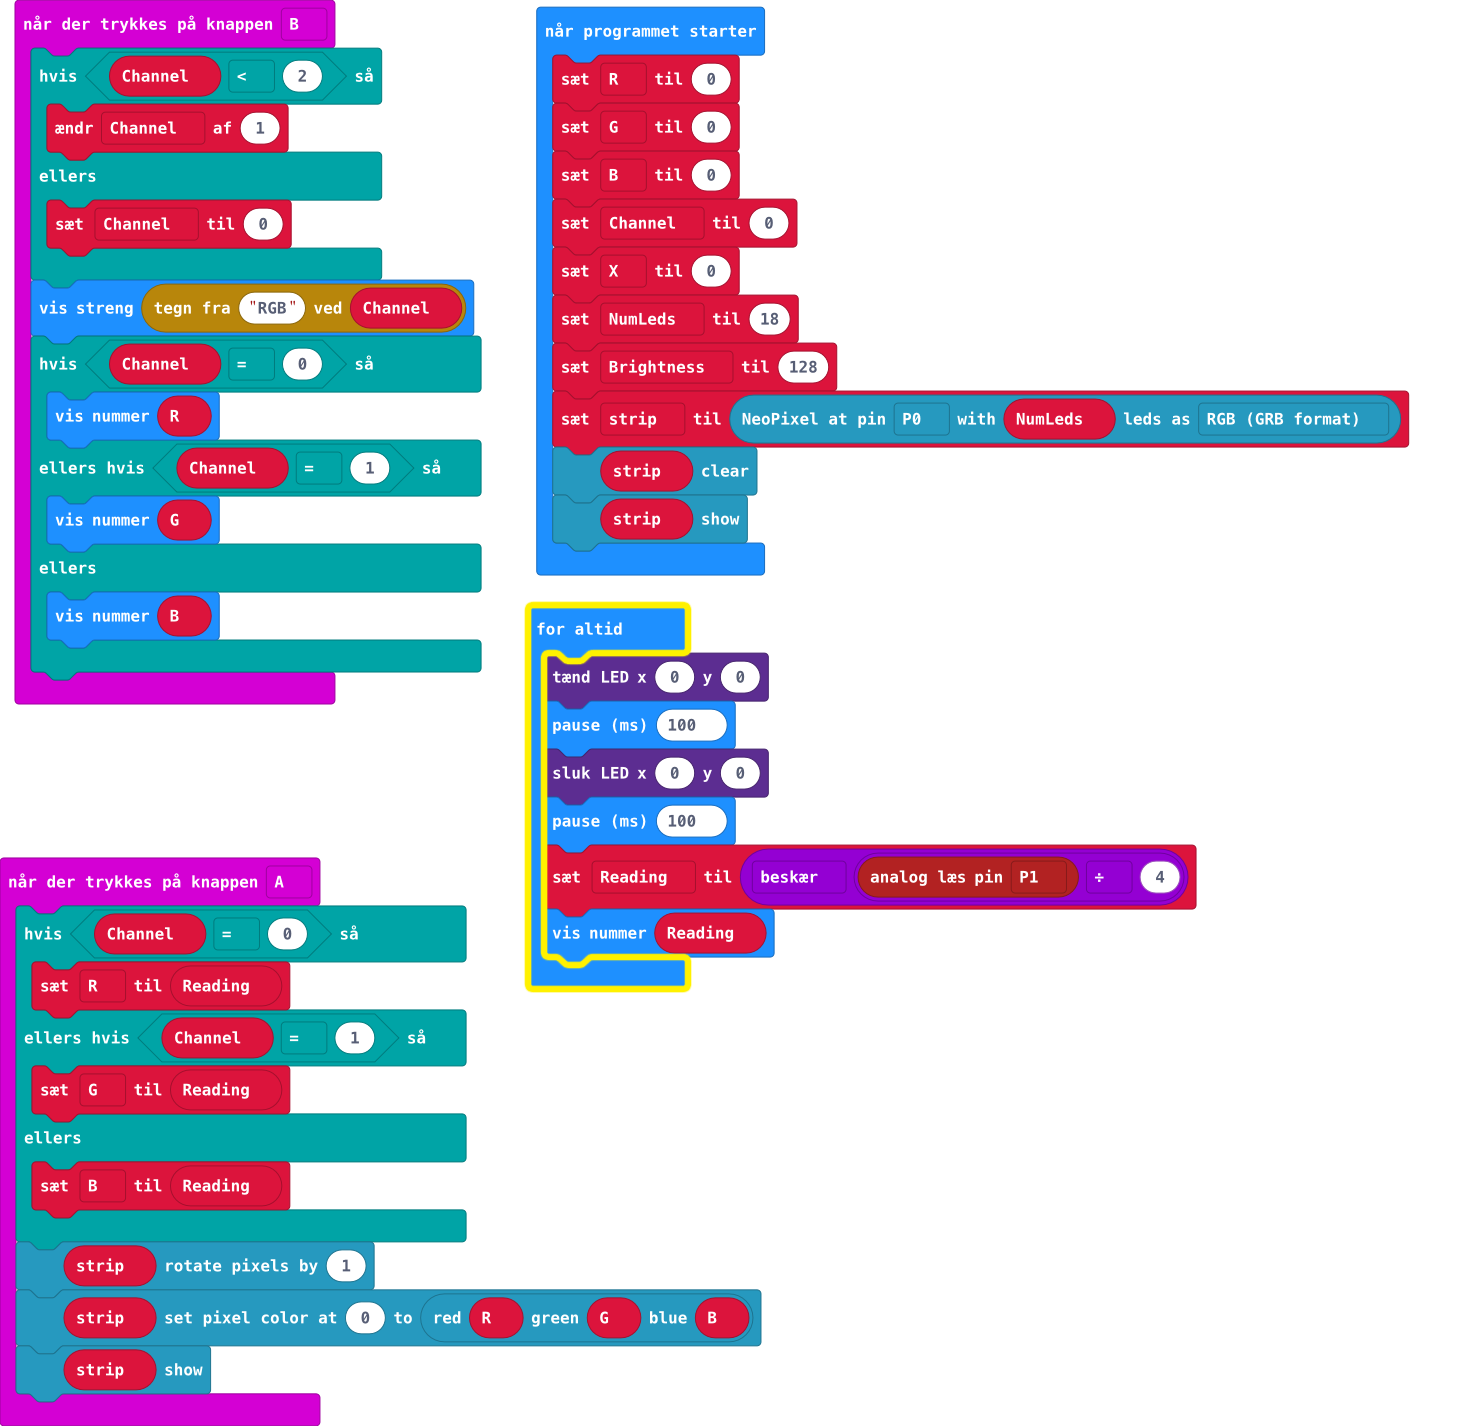 når der trykkes på knappen B
hvis Channel < 2 så
ændr Channel af 1
ellers
sæt Channel til 0
vis streng tegn fra "RGB" ved Channel
hvis Channel = 0 så
vis nummer R
ellers hvis Channel = 1 så
vis nummer G
ellers
vis nummer B
når programmet starter
sæt R til 0
sæt G til 0
sæt B til 0
sæt Channel til 0
sæt X til 0
sæt NumLeds til 18
sæt Brightness til 128
sæt strip til NeoPixel at pin P0 with NumLeds leds as RGB (GRB format)
strip clear
strip show
for altid
tænd LED x 0 y 0
pause (ms) 100
sluk LED x 0 y 0
pause (ms) 100
sæt Reading til beskær analog læs pin P1 ÷ 4
vis nummer Reading
når der trykkes på knappen A
hvis Channel = 0 så
sæt R til Reading
ellers hvis Channel = 1 så
sæt G til Reading
ellers
sæt B til Reading
strip rotate pixels by 1
strip set pixel color at 0 to red R green G blue B
strip show